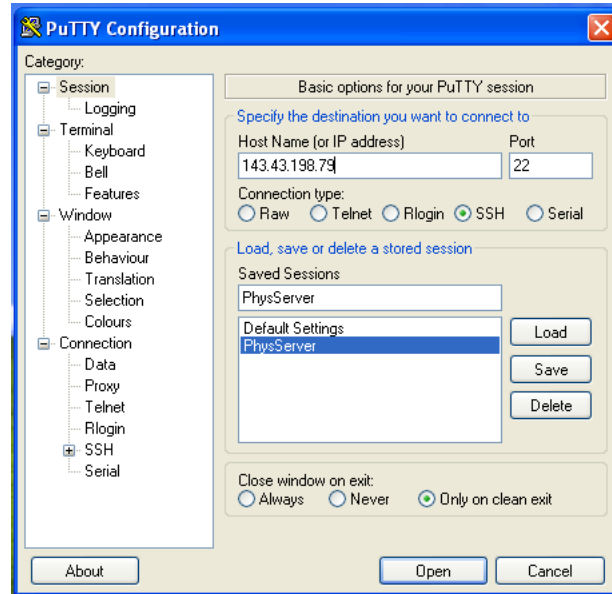 PuTTY Configuration
Category:
Session
Logging
Terminal
Keyboard
Bell
Features
Window
Appearance
Behaviour
Translation
Selection
Colours
Connection
Data
Proxy
Telnet
Rlogin
SSH
Serial
Basic options for your PuTTY session
Specify the destination you want to connect to
Host Name (or IP address) Port
143.43.198.79 22
Connection type:
Raw Telnet Rlogin SSH Serial
Load, save or delete a stored session
Saved Sessions
PhysServer
Default Settings
PhysServer
Load
Save
Delete
Close window on exit:
Always Never Only on clean exit
About Open Cancel